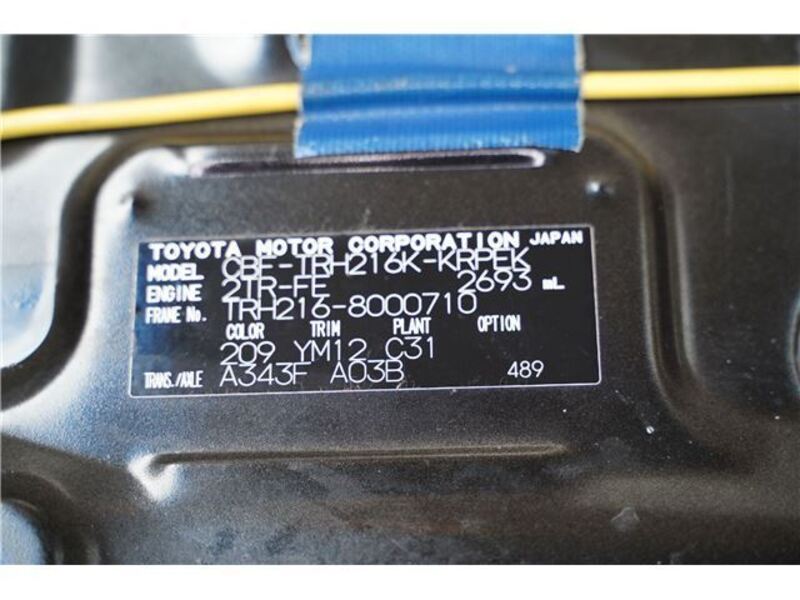 TOYOTA MOTOR CORPORATION JAPAN
MODEL CBF-TRH216K-KRPEK
ENGINE 2TR-FE 2693 mL
FRAME No. TRH216-8000710
COLOR TRIM PLANT OPTION
209 YM12 C31
TRANS./AXLE A343F A03B 489